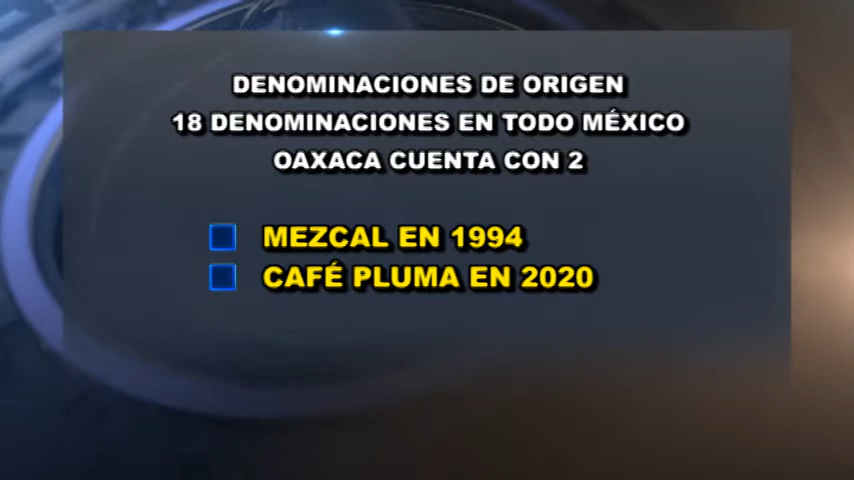 DENOMINACIONES DE ORIGEN
18 DENOMINACIONES EN TODO MÉXICO
OAXACA CUENTA CON 2
MEZCAL EN 1994
CAFÉ PLUMA EN 2020